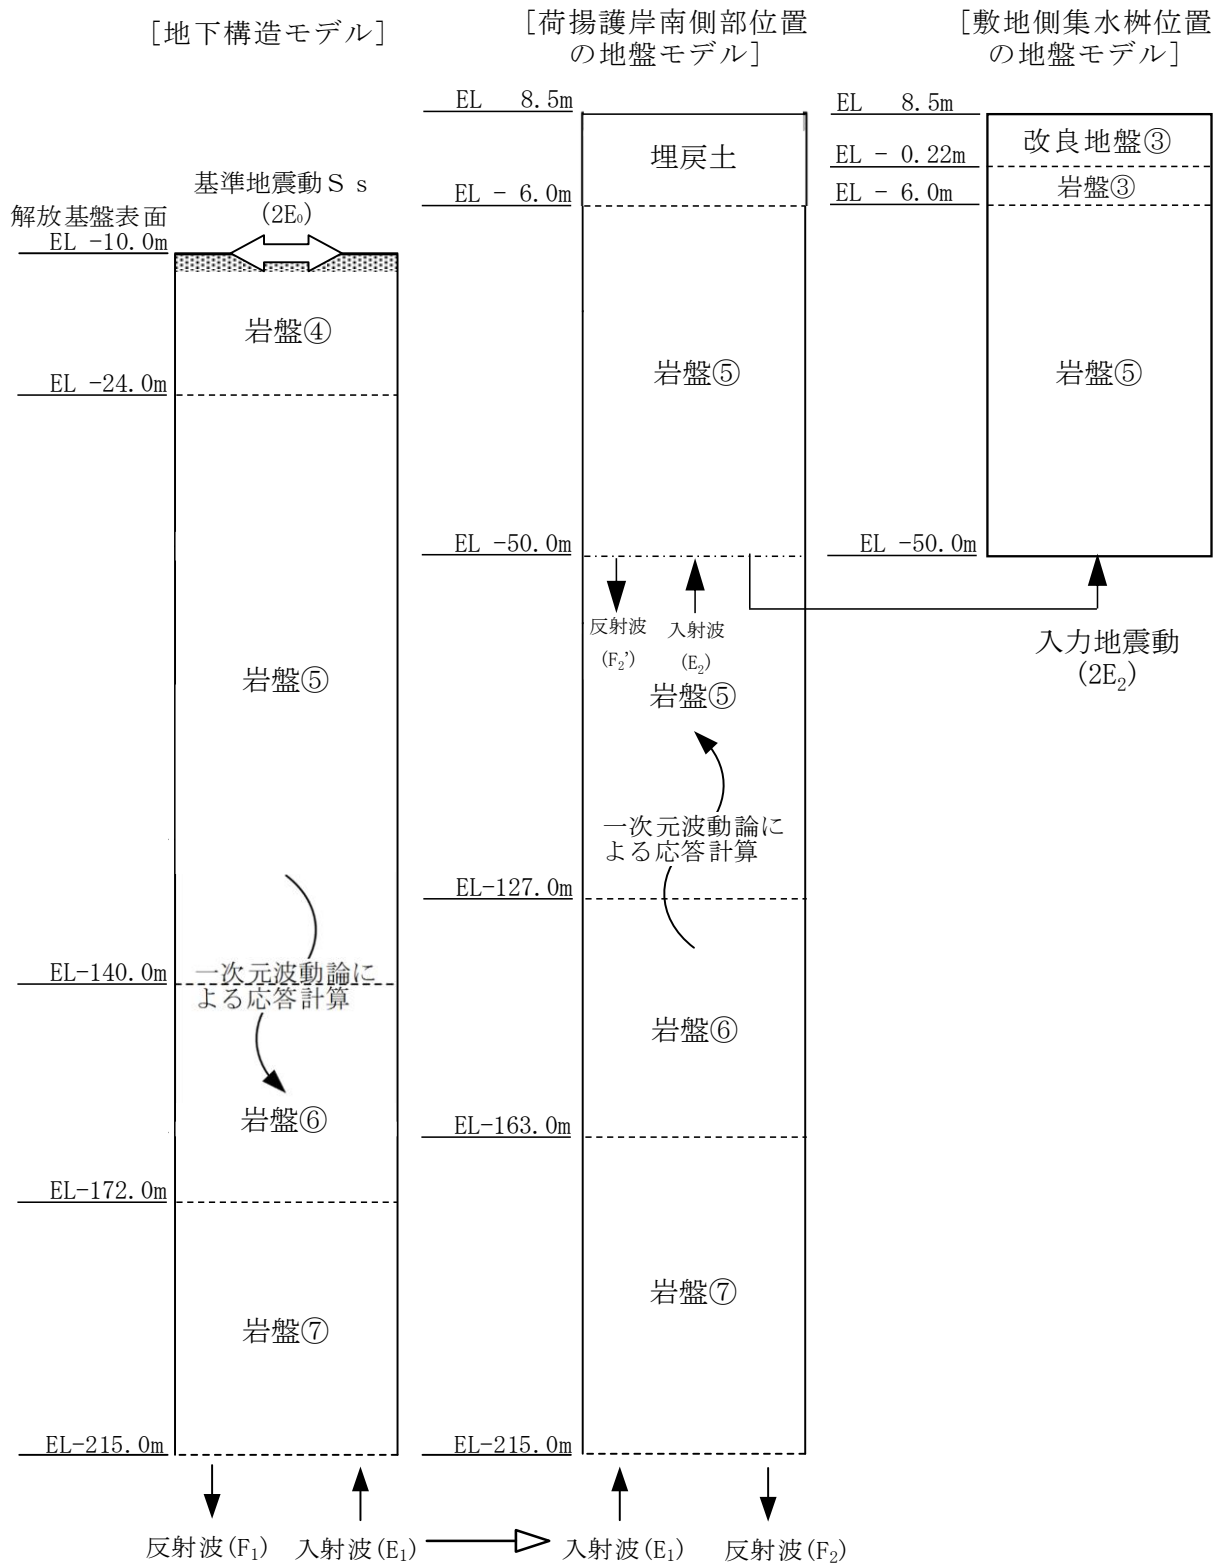 [地下構造モデル]
基準地震動Ｓｓ
(2E₀)
解放基盤表面
EL -10.0m
岩盤④
EL -24.0m
岩盤⑤
EL-140.0m
一次元波動論に
よる応答計算
岩盤⑥
EL-172.0m
岩盤⑦
EL-215.0m
反射波(F₁)
入射波(E₁)
[荷揚護岸南側部位置
の地盤モデル]
EL 8.5m
埋戻土
EL - 6.0m
岩盤⑤
EL -50.0m
反射波
(F₂')
入射波
(E₂)
岩盤⑤
一次元波動論に
よる応答計算
EL-127.0m
岩盤⑥
EL-163.0m
岩盤⑦
EL-215.0m
入射波(E₁)
反射波(F₂)
[敷地側集水桝位置
の地盤モデル]
EL 8.5m
改良地盤③
EL - 0.22m
岩盤③
EL - 6.0m
岩盤⑤
EL -50.0m
入力地震動
(2E₂)